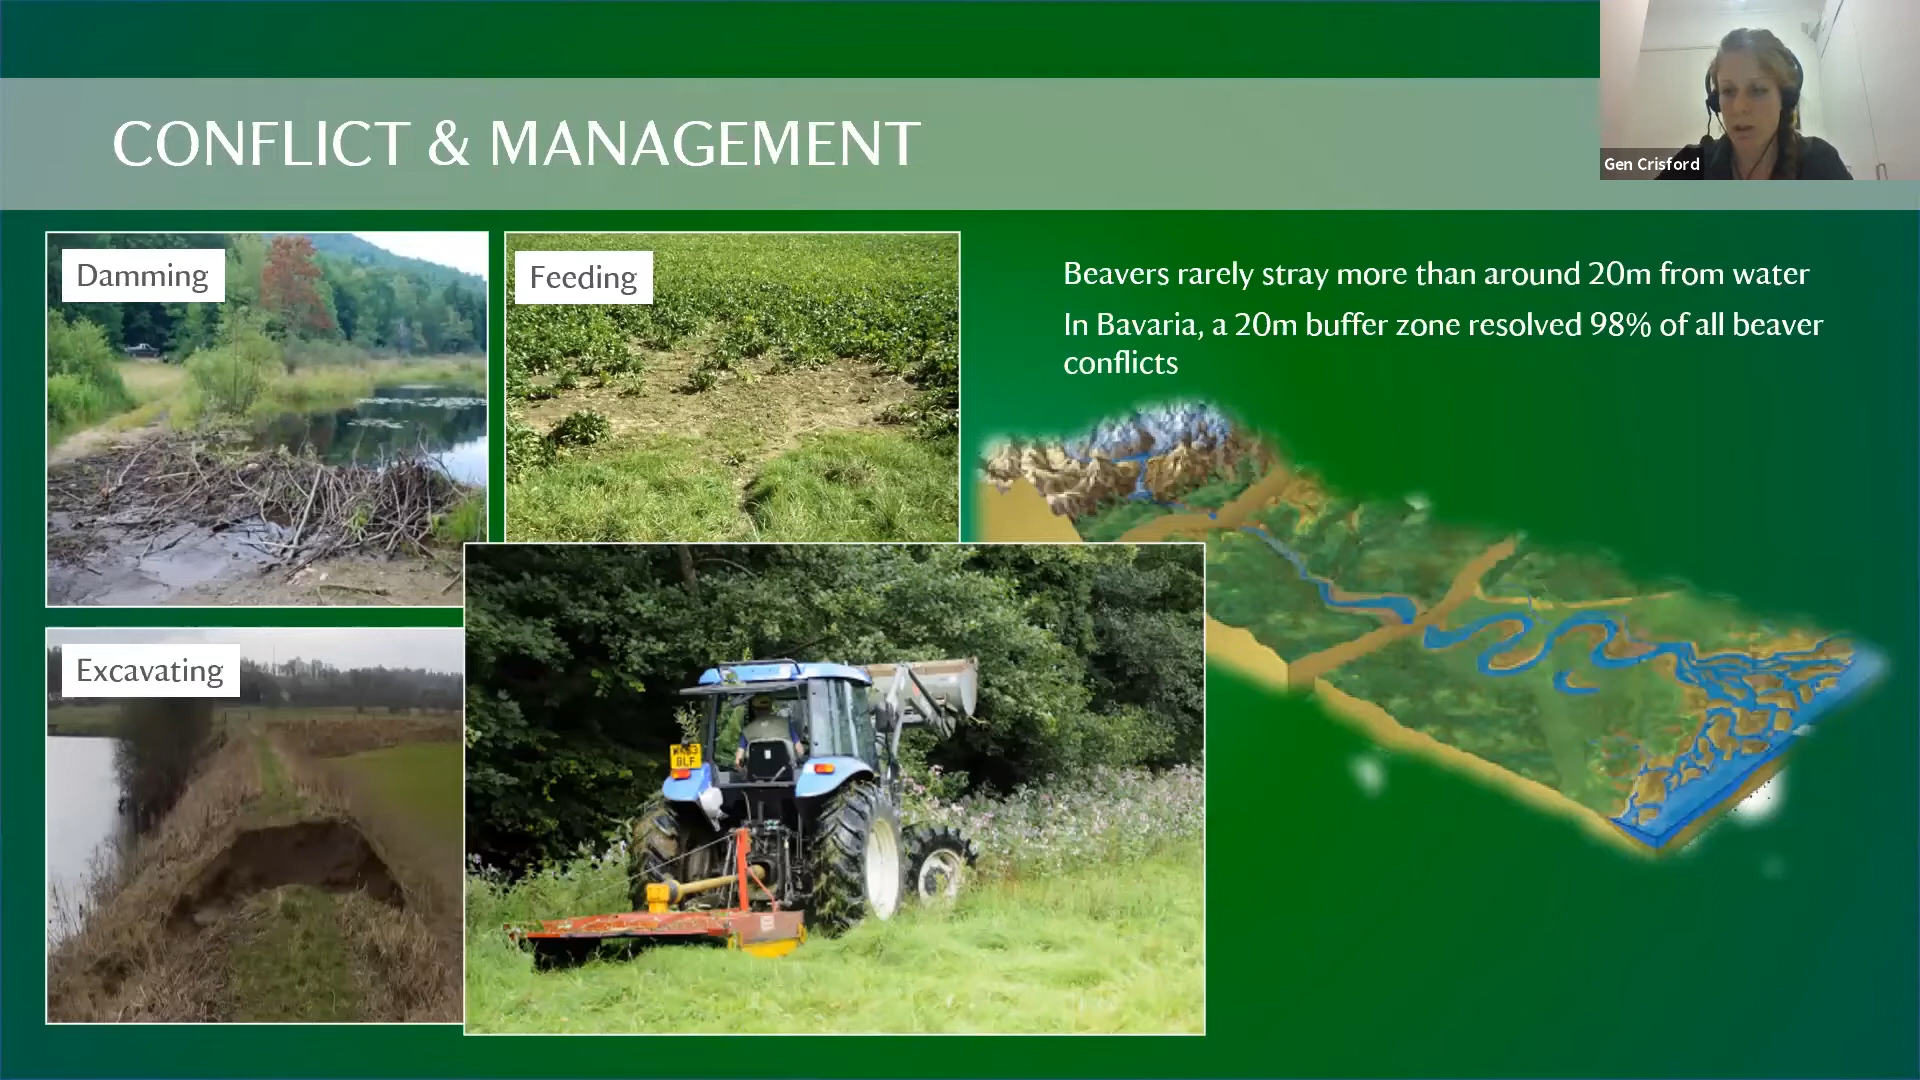 CONFLICT & MANAGEMENT
Gen Crisford
Damming
Feeding
Beavers rarely stray more than around 20m from water
In Bavaria, a 20m buffer zone resolved 98% of all beaver
conflicts
Excavating